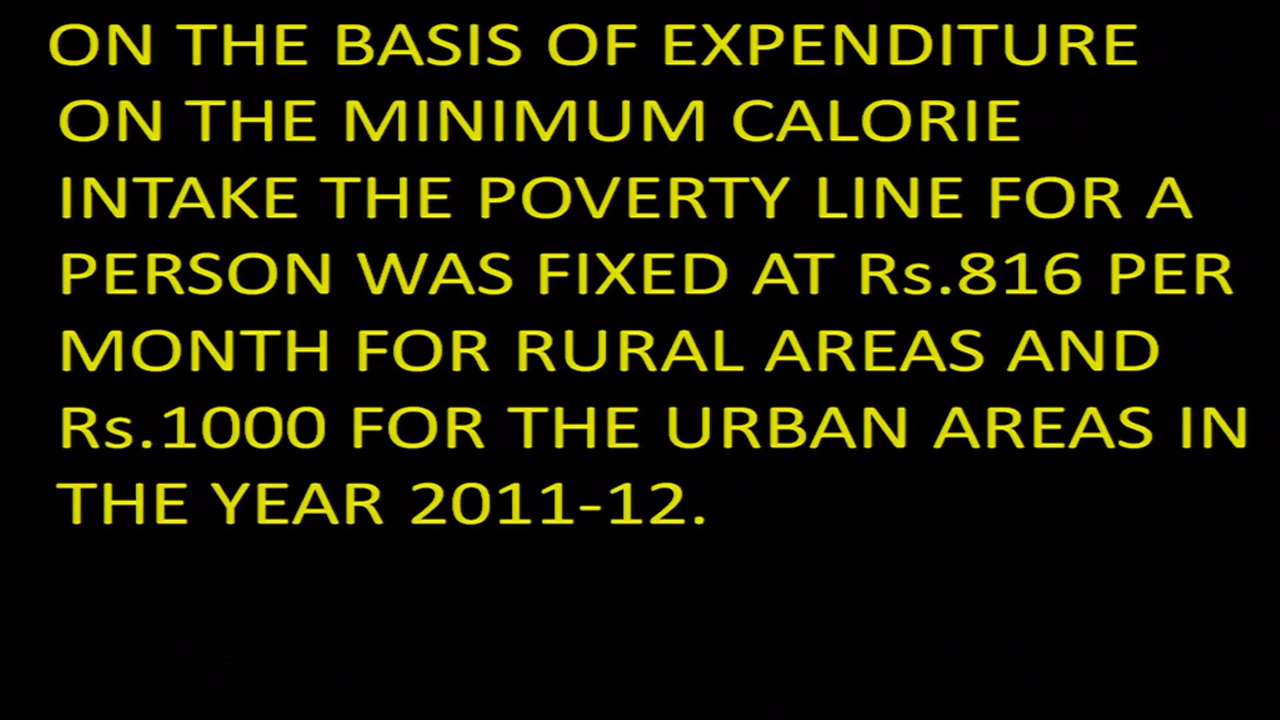 ON THE BASIS OF EXPENDITURE
ON THE MINIMUM CALORIE
INTAKE THE POVERTY LINE FOR A
PERSON WAS FIXED AT Rs.816 PER
MONTH FOR RURAL AREAS AND
Rs.1000 FOR THE URBAN AREAS IN
THE YEAR 2011-12.